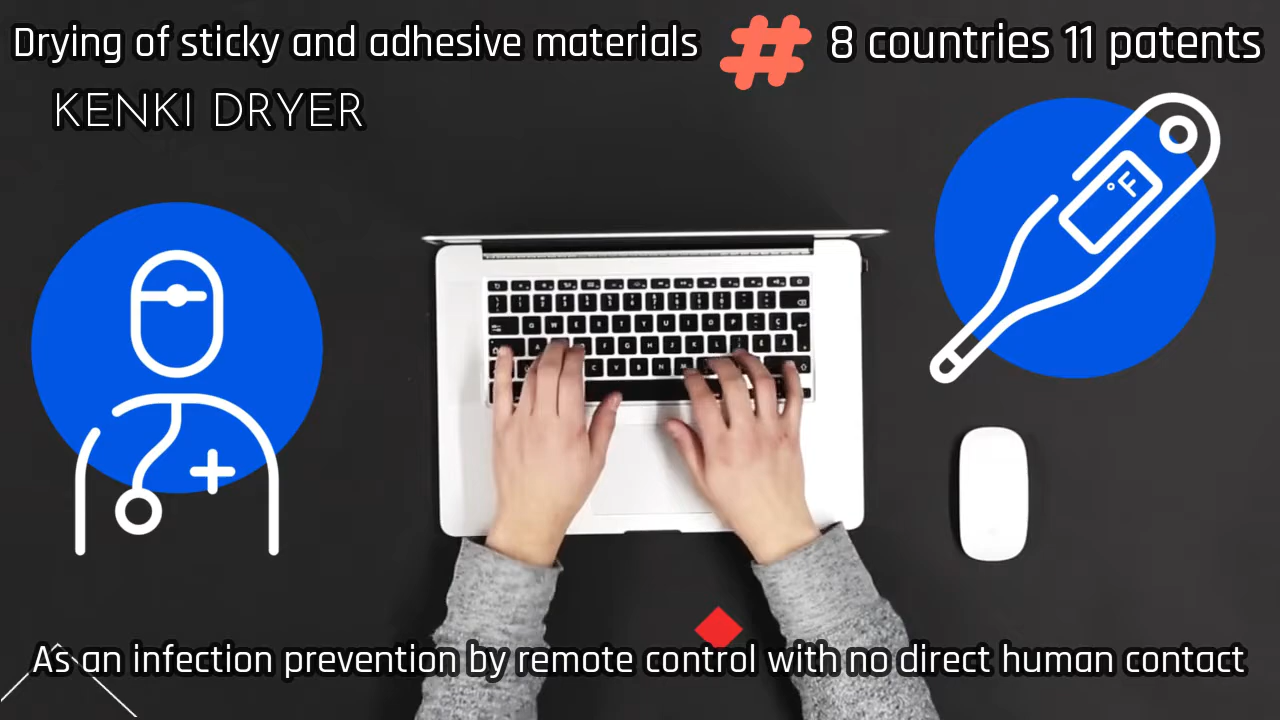 Drying of sticky and adhesive materials # 8 countries 11 patents
KENKI DRYER
°F
As an infection prevention by remote control with no direct human contact